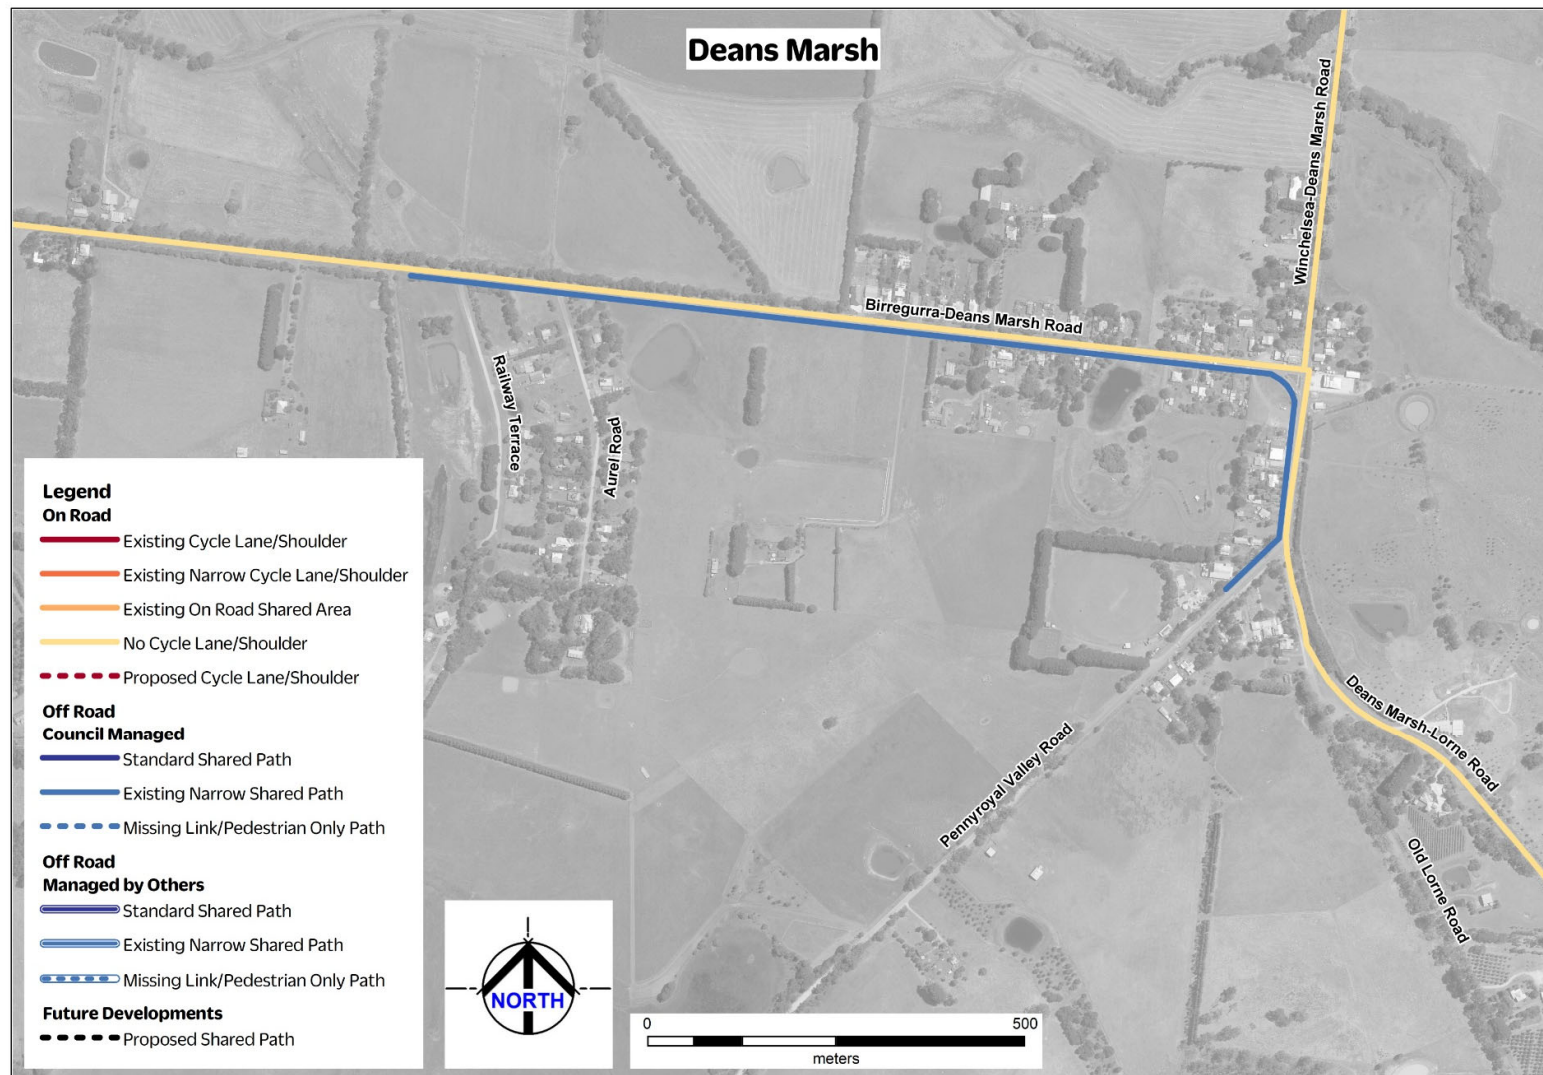 Deans Marsh
Winchelsea-Deans Marsh Road
Birregurra-Deans Marsh Road
Railway Terrace
Aurel Road
Deans Marsh-Lorne Road
Pennyroyal Valley Road
Old Lorne Road
Legend
On Road
Existing Cycle Lane/Shoulder
Existing Narrow Cycle Lane/Shoulder
Existing On Road Shared Area
No Cycle Lane/Shoulder
Proposed Cycle Lane/Shoulder
Off Road
Council Managed
Standard Shared Path
Existing Narrow Shared Path
Missing Link/Pedestrian Only Path
Off Road
Managed by Others
Standard Shared Path
Existing Narrow Shared Path
Missing Link/Pedestrian Only Path
Future Developments
Proposed Shared Path
NORTH
0 500
meters